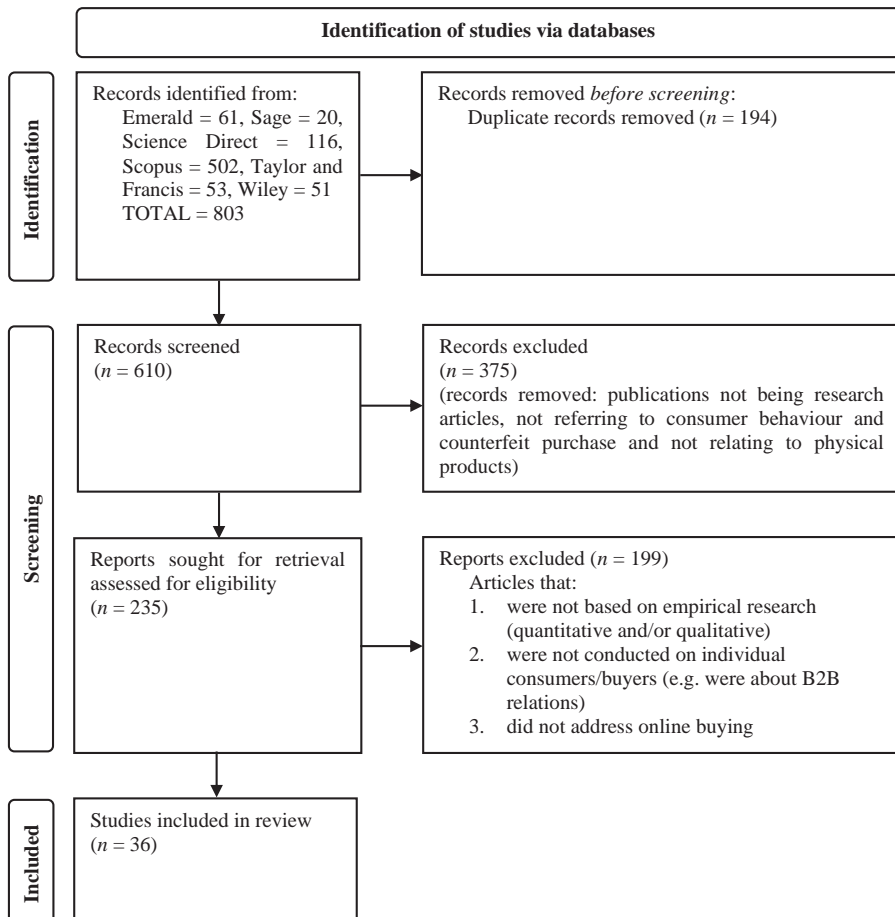 Identification of studies via databases
Identification
Records identified from:
Emerald = 61, Sage = 20,
Science Direct = 116,
Scopus = 502, Taylor and
Francis = 53, Wiley = 51
TOTAL = 803
Records removed before screening:
Duplicate records removed (n = 194)
Screening
Records screened
(n = 610)
Records excluded
(n = 375)
(records removed: publications not being research
articles, not referring to consumer behaviour and
counterfeit purchase and not relating to physical
products)
Reports sought for retrieval
assessed for eligibility
(n = 235)
Reports excluded (n = 199)
Articles that:
1. were not based on empirical research
(quantitative and/or qualitative)
2. were not conducted on individual
consumers/buyers (e.g. were about B2B
relations)
3. did not address online buying
Included
Studies included in review
(n = 36)